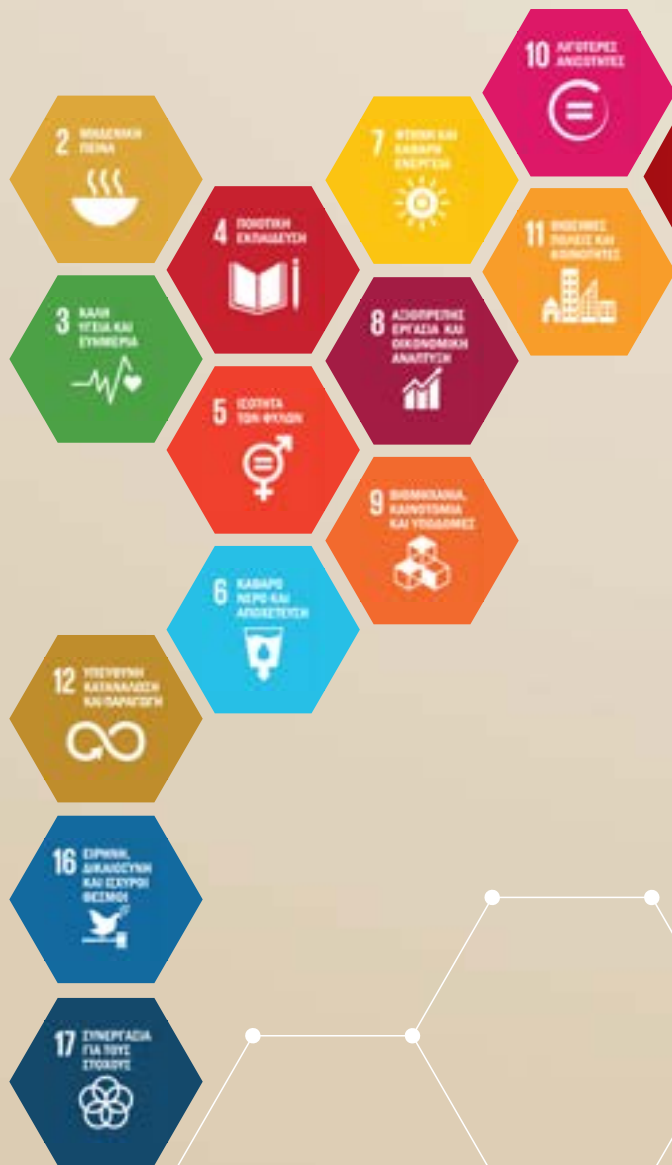 10 ΛΙΓΟΤΕΡΕΣ
ΑΝΙΣΟΤΗΤΕΣ
2 ΜΗΔΕΝΙΚΗ
ΠΕΙΝΑ
7 ΦΤΗΝΗ ΚΑΙ
ΚΑΘΑΡΗ
ΕΝΕΡΓΕΙΑ
4 ΠΟΙΟΤΙΚΗ
ΕΚΠΑΙΔΕΥΣΗ
11 ΒΙΩΣΙΜΕΣ
ΠΟΛΕΙΣ ΚΑΙ
ΚΟΙΝΟΤΗΤΕΣ
3 ΚΑΛΗ
ΥΓΕΙΑ ΚΑΙ
ΕΥΗΜΕΡΙΑ
8 ΑΞΙΟΠΡΕΠΗΣ
ΕΡΓΑΣΙΑ ΚΑΙ
ΟΙΚΟΝΟΜΙΚΗ
ΑΝΑΠΤΥΞΗ
5 ΙΣΟΤΗΤΑ
ΤΩΝ ΦΥΛΩΝ
9 ΒΙΟΜΗΧΑΝΙΑ,
ΚΑΙΝΟΤΟΜΙΑ
ΚΑΙ ΥΠΟΔΟΜΕΣ
6 ΚΑΘΑΡΟ
ΝΕΡΟ ΚΑΙ
ΑΠΟΧΕΤΕΥΣΗ
12 ΥΠΕΥΘΥΝΗ
ΚΑΤΑΝΑΛΩΣΗ
ΚΑΙ ΠΑΡΑΓΩΓΗ
16 ΕΙΡΗΝΗ,
ΔΙΚΑΙΟΣΥΝΗ
ΚΑΙ ΙΣΧΥΡΟΙ
ΘΕΣΜΟΙ
17 ΣΥΝΕΡΓΑΣΙΑ
ΓΙΑ ΤΟΥΣ
ΣΤΟΧΟΥΣ